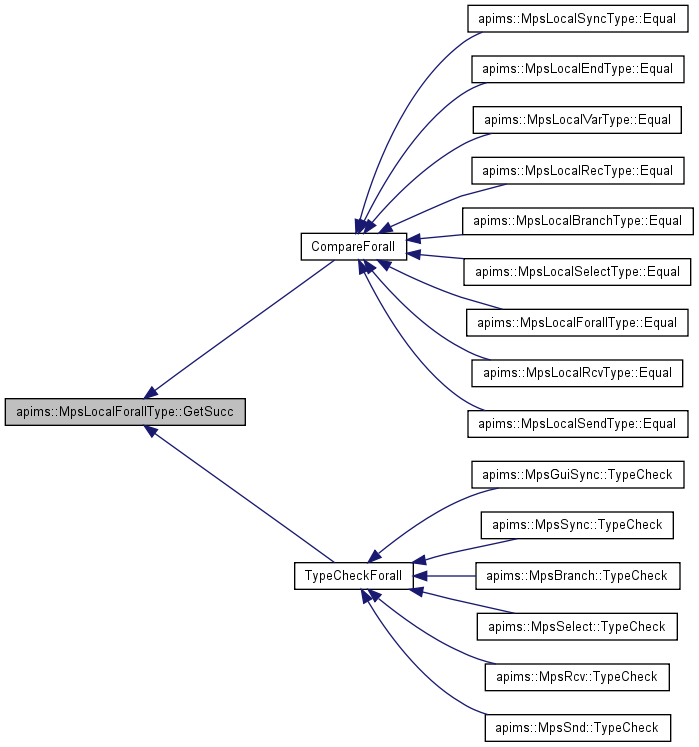 apims::MpsLocalSyncType::Equal
apims::MpsLocalEndType::Equal
apims::MpsLocalVarType::Equal
apims::MpsLocalRecType::Equal
apims::MpsLocalBranchType::Equal
CompareForall
apims::MpsLocalSelectType::Equal
apims::MpsLocalForallType::Equal
apims::MpsLocalRcvType::Equal
apims::MpsLocalForallType::GetSucc
apims::MpsLocalSendType::Equal
apims::MpsGuiSync::TypeCheck
apims::MpsSync::TypeCheck
TypeCheckForall
apims::MpsBranch::TypeCheck
apims::MpsSelect::TypeCheck
apims::MpsRcv::TypeCheck
apims::MpsSnd::TypeCheck